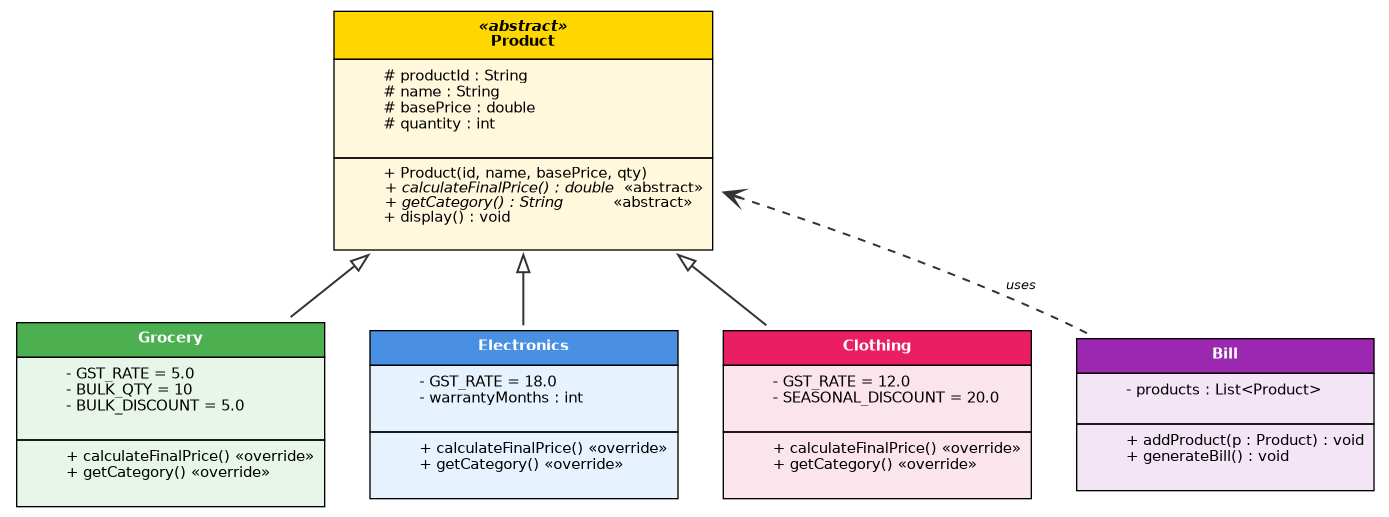 «abstract»
Product
# productId : String
# name : String
# basePrice : double
# quantity : int
+ Product(id, name, basePrice, qty)
+ calculateFinalPrice() : double «abstract»
+ getCategory() : String «abstract»
+ display() : void
uses
Grocery
- GST_RATE = 5.0
- BULK_QTY = 10
- BULK_DISCOUNT = 5.0
+ calculateFinalPrice() «override»
+ getCategory() «override»
Electronics
- GST_RATE = 18.0
- warrantyMonths : int
+ calculateFinalPrice() «override»
+ getCategory() «override»
Clothing
- GST_RATE = 12.0
- SEASONAL_DISCOUNT = 20.0
+ calculateFinalPrice() «override»
+ getCategory() «override»
Bill
- products : List<Product>
+ addProduct(p : Product) : void
+ generateBill() : void